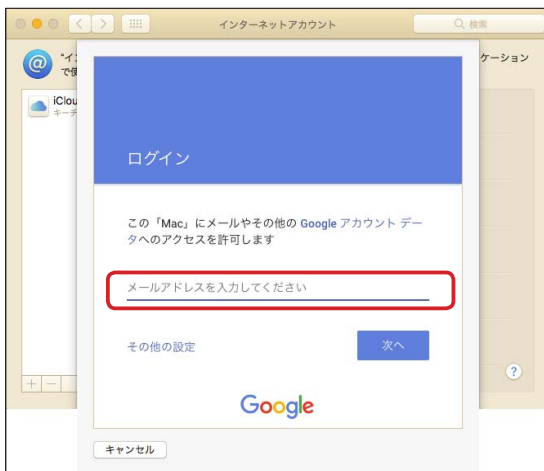 インターネットアカウント
検索
ケーション
で使
iClou
キーチ
ログイン
この「Mac」にメールやその他の Google アカウント デー
タへのアクセスを許可します
メールアドレスを入力してください
その他の設定
次へ
?
Google
キャンセル